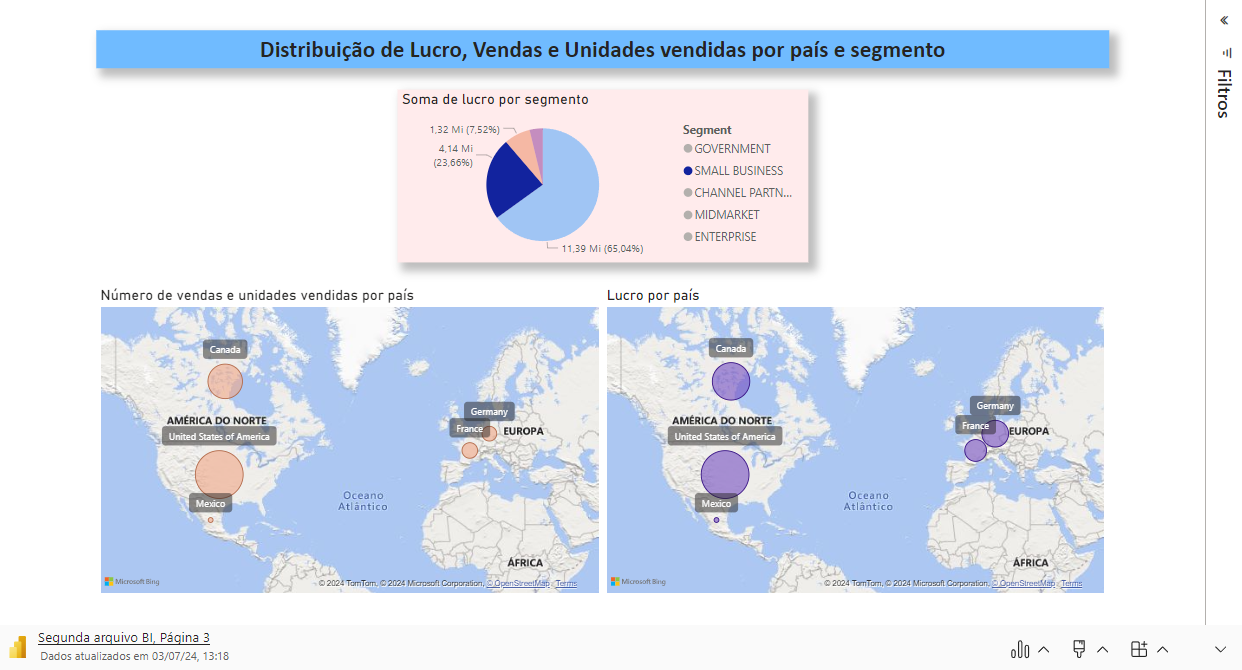 Distribuição de Lucro, Vendas e Unidades vendidas por país e segmento
Filtros
Soma de lucro por segmento
1,32 Mi (7,52%)
4,14 Mi
(23,66%)
11,39 Mi (65,04%)
Segment
GOVERNMENT
SMALL BUSINESS
CHANNEL PARTN...
MIDMARKET
ENTERPRISE
Número de vendas e unidades vendidas por país
Canada
AMÉRICA DO NORTE
United States of America
Mexico
Germany
France
EUROPA
Oceano
Atlântico
ÁFRICA
Microsoft Bing
© 2024 TomTom, © 2024 Microsoft Corporation, © OpenStreetMap Terms
Lucro por país
Canada
AMÉRICA DO NORTE
United States of America
Mexico
Germany
France
EUROPA
Oceano
Atlântico
ÁFRICA
Microsoft Bing
© 2024 TomTom, © 2024 Microsoft Corporation, © OpenStreetMap Terms
Segunda arquivo BI, Página 3
Dados atualizados em 03/07/24, 13:18